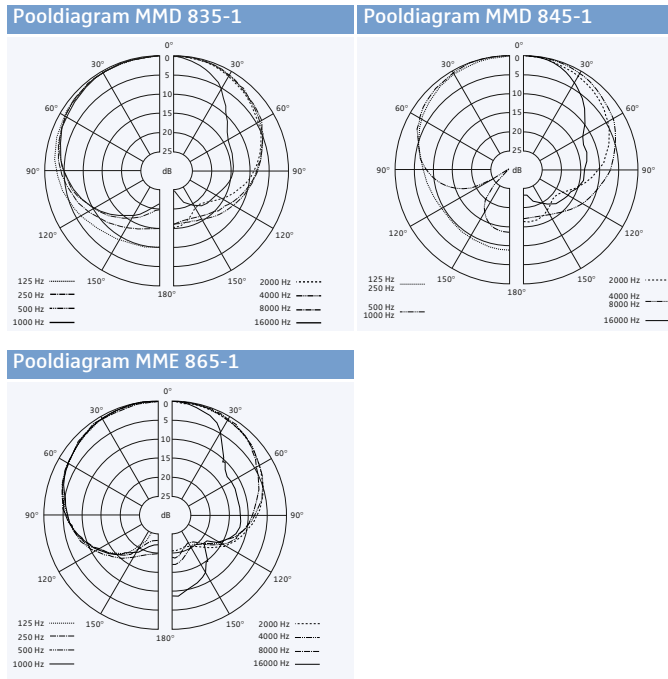 Pooldiagram MMD 835-1
0°
30°
30°
60°
60°
90°
90°
120°
120°
150°
150°
180°
0
5
10
15
20
25
dB
125 Hz
250 Hz
500 Hz
1000 Hz
2000 Hz
4000 Hz
8000 Hz
16000 Hz
Pooldiagram MMD 845-1
0°
30°
30°
60°
60°
90°
90°
120°
120°
150°
150°
180°
0
5
10
15
20
25
dB
125 Hz
250 Hz
500 Hz
1000 Hz
2000 Hz
4000 Hz
8000 Hz
16000 Hz
Pooldiagram MME 865-1
0°
30°
30°
60°
60°
90°
90°
120°
120°
150°
150°
180°
0
5
10
15
20
25
dB
125 Hz
250 Hz
500 Hz
1000 Hz
2000 Hz
4000 Hz
8000 Hz
16000 Hz